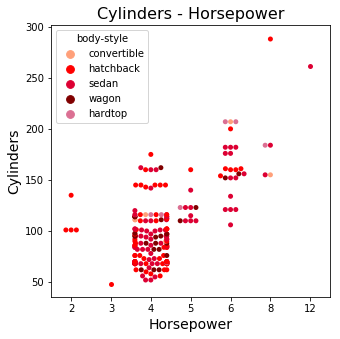 Cylinders - Horsepower
body-style
convertible
hatchback
sedan
wagon
hardtop
300
250
200
150
100
50
Cylinders
2 3 4 5 6 8 12
Horsepower